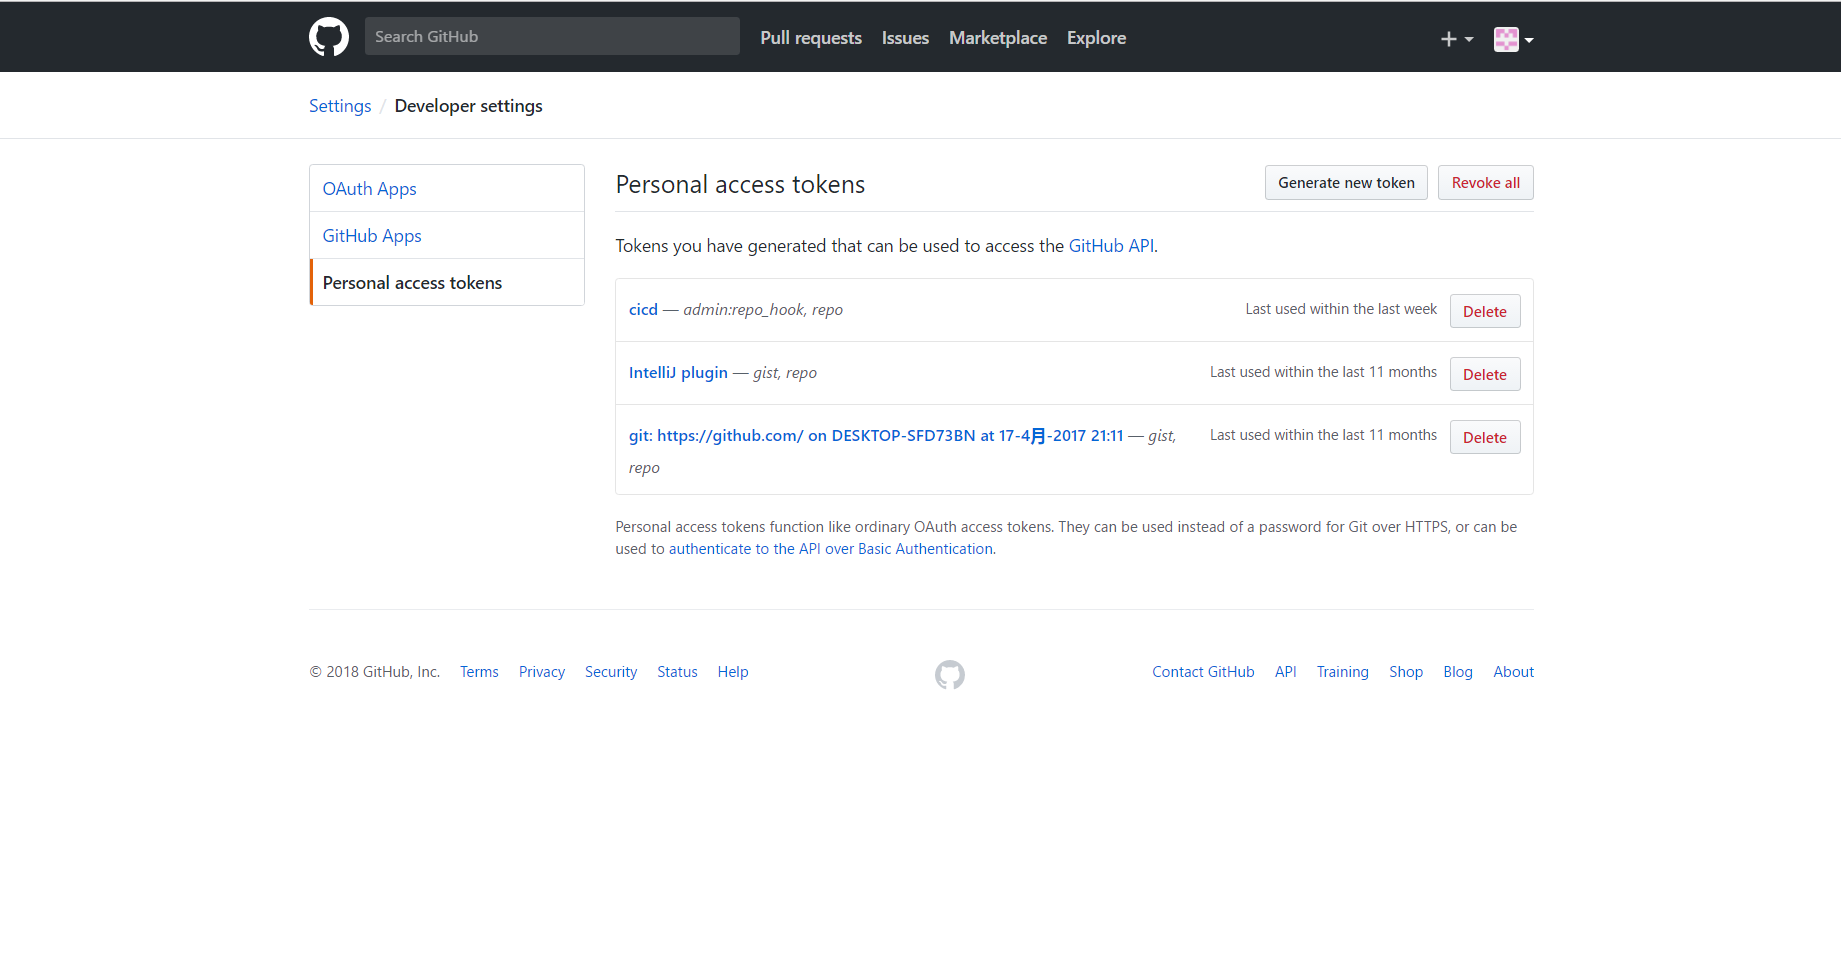 Search GitHub
Pull requests Issues Marketplace Explore
Settings / Developer settings
OAuth Apps
GitHub Apps
Personal access tokens
Personal access tokens
Generate new token
Revoke all
Tokens you have generated that can be used to access the GitHub API.
cicd — admin:repo_hook, repo
Last used within the last week
Delete
IntelliJ plugin — gist, repo
Last used within the last 11 months
Delete
git: https://github.com/ on DESKTOP-SFD73BN at 17-4月-2017 21:11 — gist,
repo
Last used within the last 11 months
Delete
Personal access tokens function like ordinary OAuth access tokens. They can be used instead of a password for Git over HTTPS, or can be
used to authenticate to the API over Basic Authentication.
© 2018 GitHub, Inc. Terms Privacy Security Status Help
Contact GitHub API Training Shop Blog About